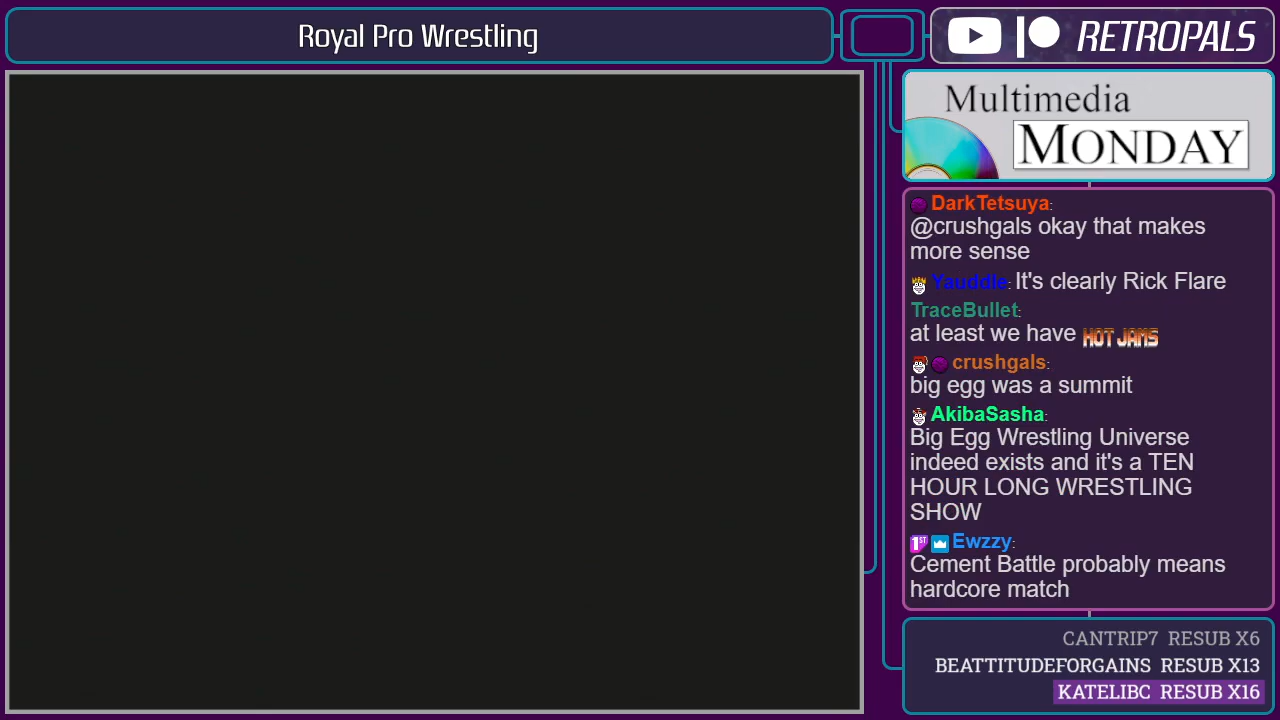 Royal Pro Wrestling
RETROPALS
Multimedia
MONDAY
DarkTetsuya:
@crushgals okay that makes
more sense
Yauddle: It's clearly Rick Flare
TraceBullet:
at least we have HOT JAMS
crushgals:
big egg was a summit
AkibaSasha:
Big Egg Wrestling Universe
indeed exists and it's a TEN
HOUR LONG WRESTLING
SHOW
1ST Ewzzy:
Cement Battle probably means
hardcore match
CANTRIP7 RESUB X6
BEATTITUDEFORGAINS RESUB X13
KATELIBC RESUB X16